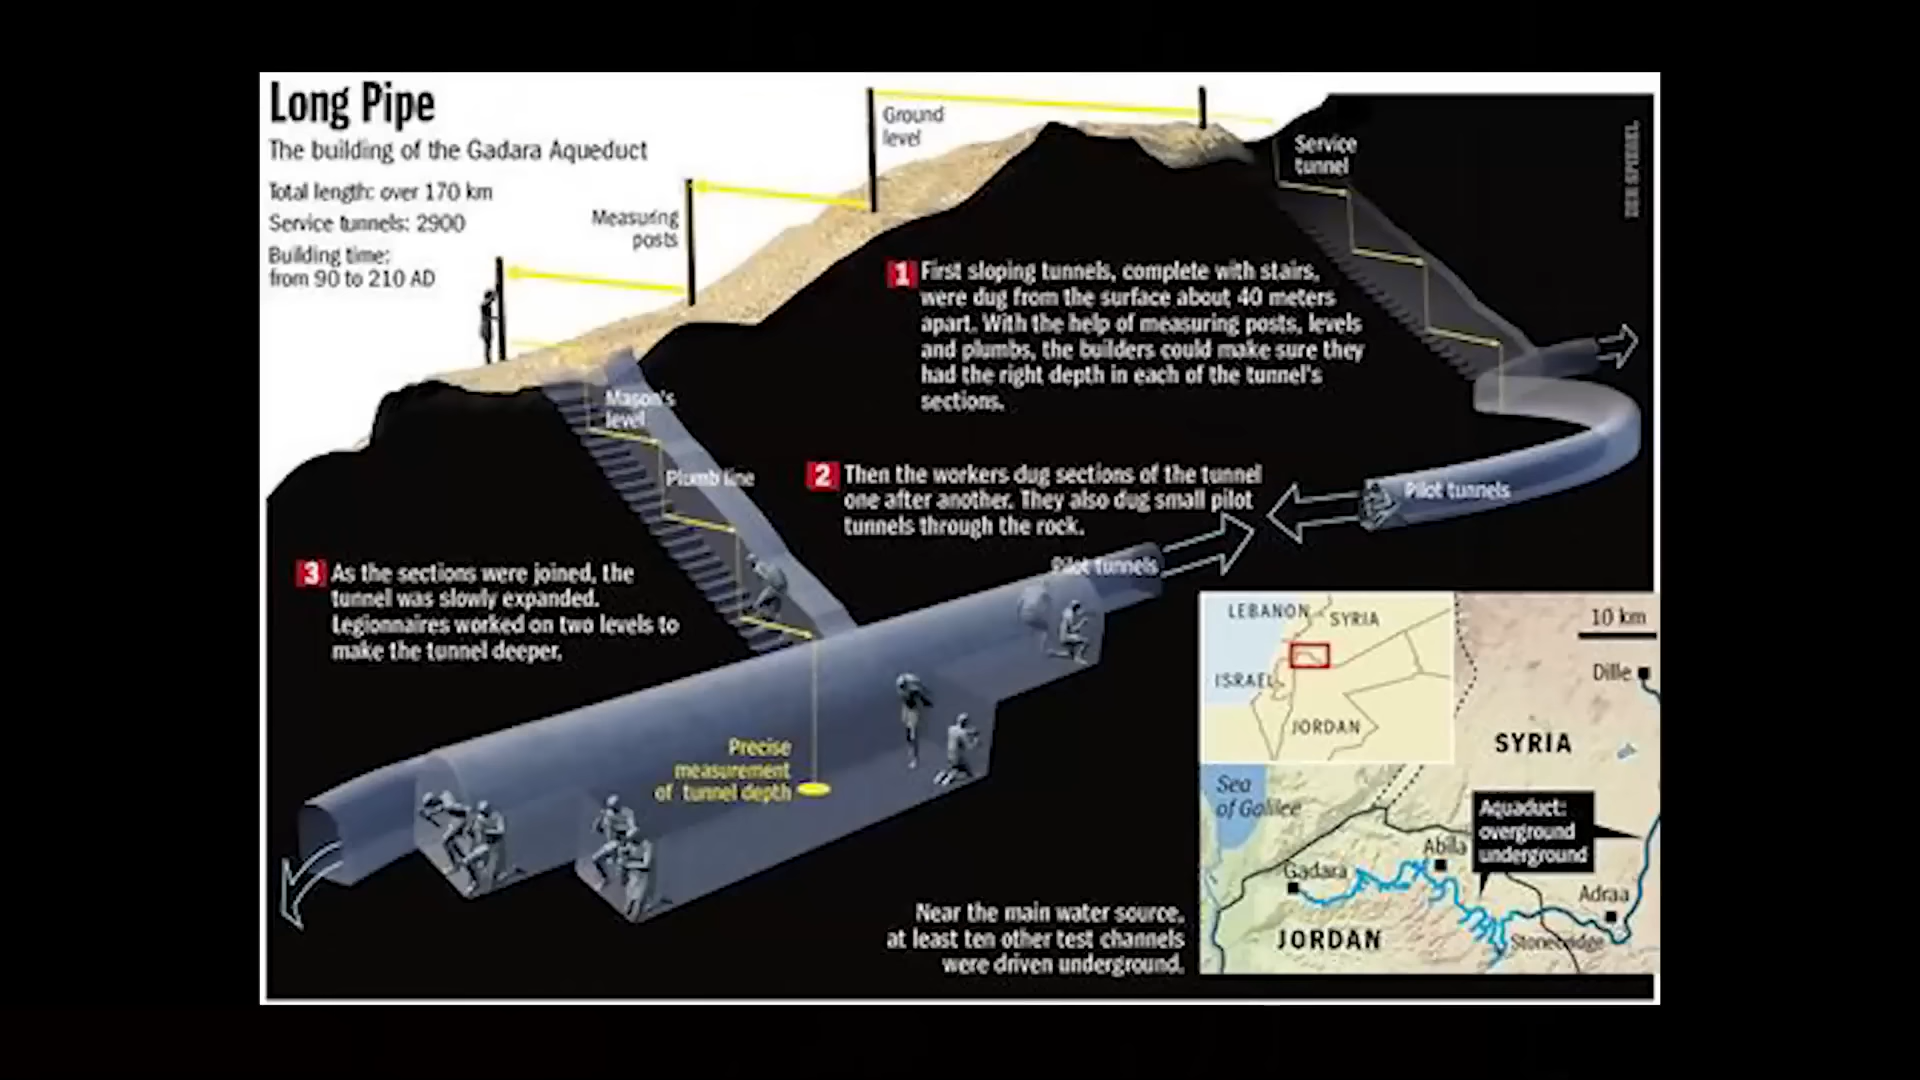 Long Pipe
The building of the Gadara Aqueduct
Total length: over 170 km
Service tunnels: 2900
Building time:
from 90 to 210 AD
Ground
level
Measuring
posts
Service
tunnel
DER SPIEGEL
1 First sloping tunnels, complete with stairs,
were dug from the surface about 40 meters
apart. With the help of measuring posts, levels
and plumbs, the builders could make sure they
had the right depth in each of the tunnel's
sections.
Mason's
level
Plumb line
2 Then the workers dug sections of the tunnel
one after another. They also dug small pilot
tunnels through the rock.
Pilot tunnels
Pilot tunnels
3 As the sections were joined, the
tunnel was slowly expanded.
Legionnaires worked on two levels to
make the tunnel deeper.
Precise
measurement
of tunnel depth
Near the main water source,
at least ten other test channels
were driven underground.
LEBANON
SYRIA
ISRAEL
JORDAN
10 km
Dille
SYRIA
Sea
of Galilee
Aquaduct:
overground
underground
Abila
Gadara
Adraa
JORDAN
Stonebridge